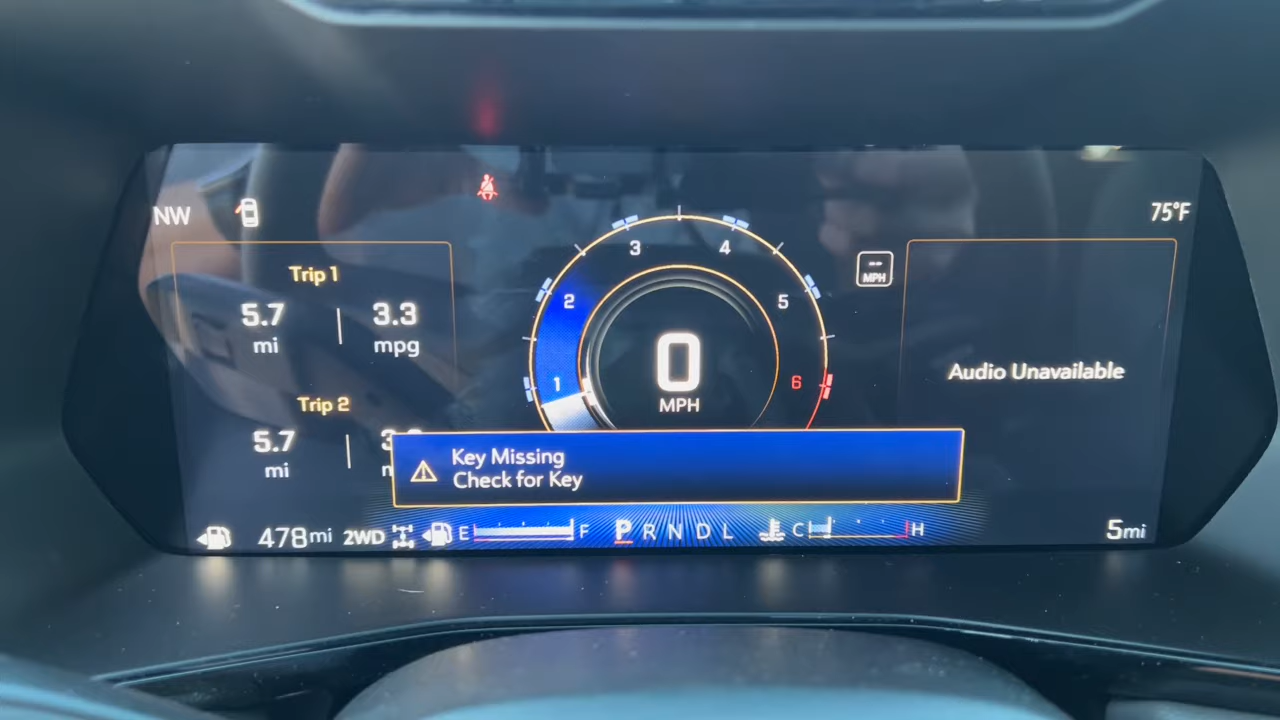 NW
75°F
Trip 1
5.7
mi
3.3
mpg
Trip 2
5.7
mi
1
2
3
4
5
6
0
MPH
--
MPH
Audio Unavailable
Key Missing
Check for Key
478mi
2WD
E
F
P R N D L
C
H
5mi